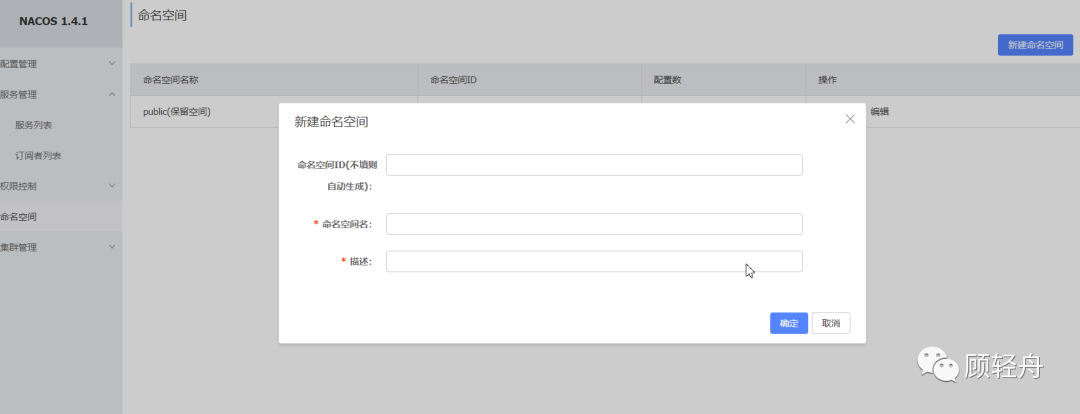 NACOS 1.4.1
配置管理
服务管理
服务列表
订阅者列表
权限控制
命名空间
集群管理
命名空间
新建命名空间
命名空间名称 命名空间ID 配置数 操作
public(保留空间) 编辑
新建命名空间
命名空间ID(不填则
自动生成):
* 命名空间名:
* 描述:
确定 取消
顾轻舟